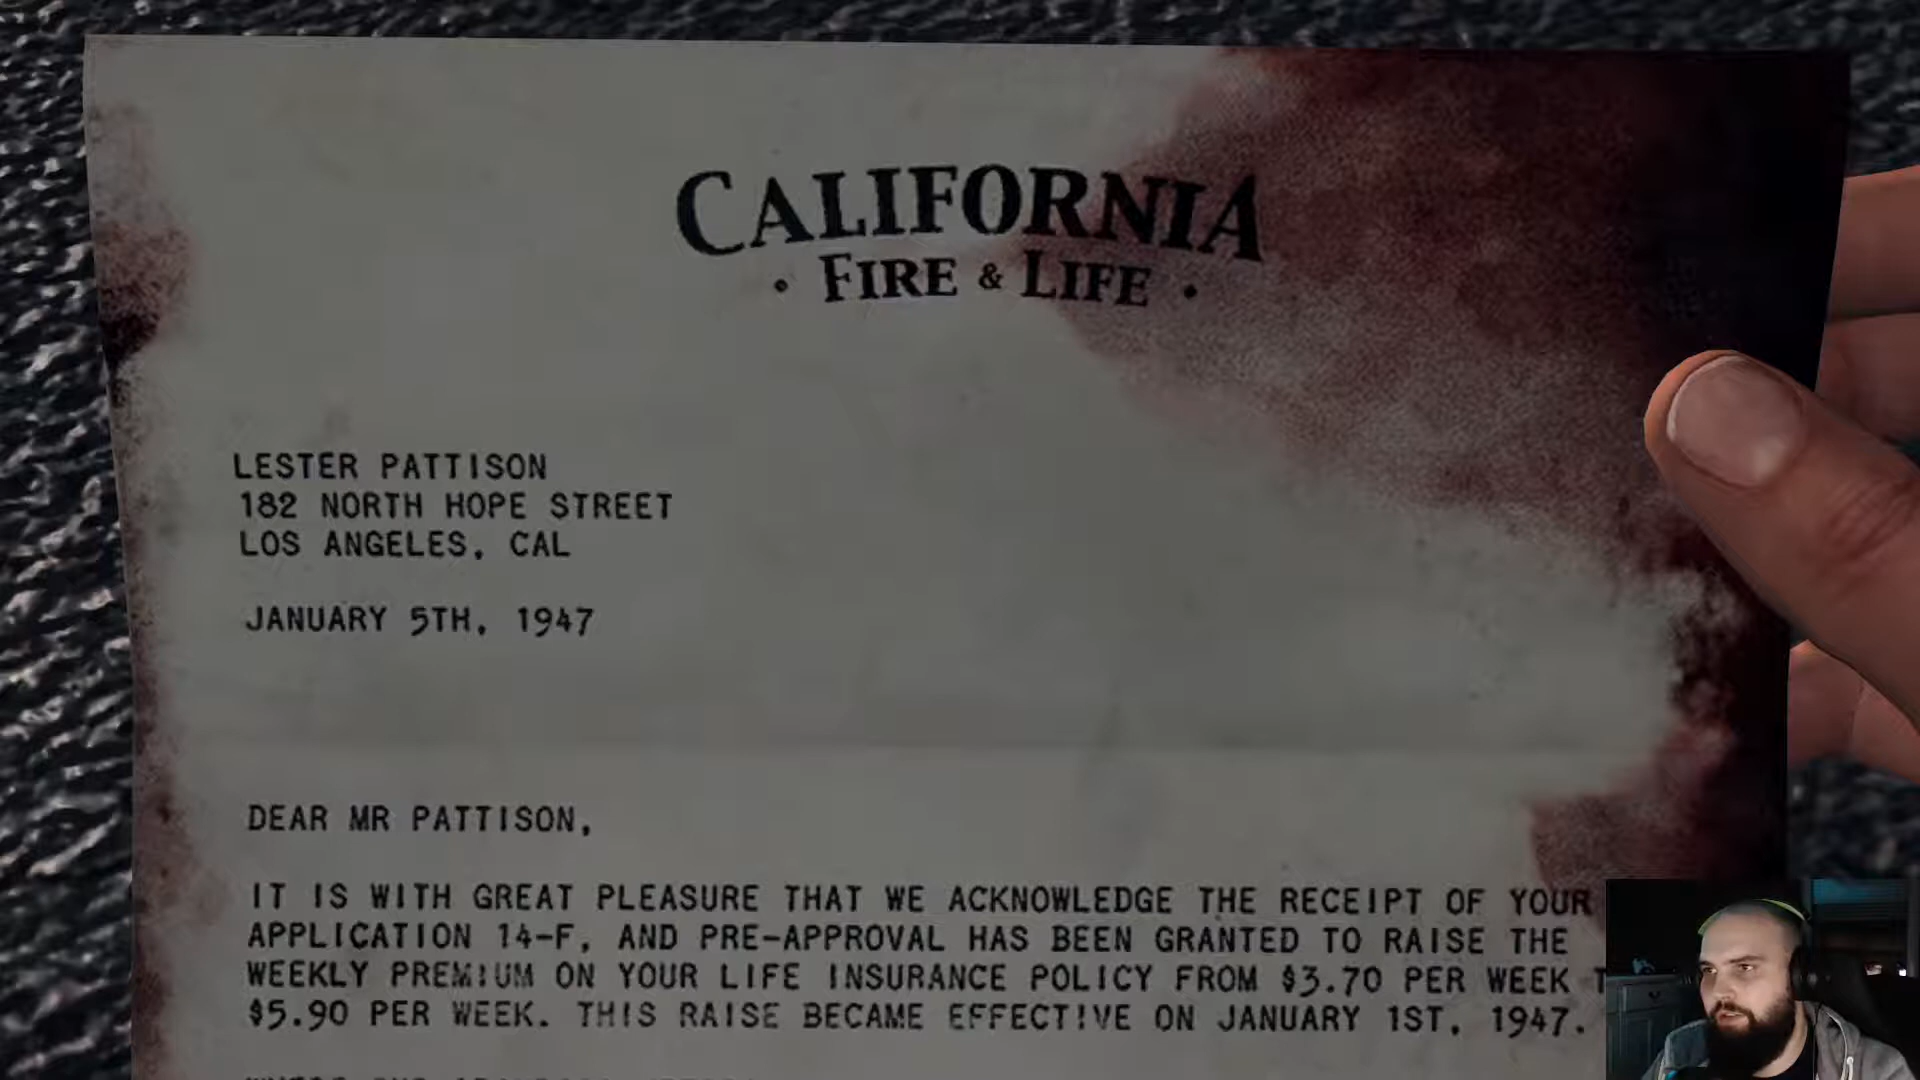 CALIFORNIA
• FIRE & LIFE •
LESTER PATTISON
182 NORTH HOPE STREET
LOS ANGELES, CAL
JANUARY 5TH, 1947
DEAR MR PATTISON,
IT IS WITH GREAT PLEASURE THAT WE ACKNOWLEDGE THE RECEIPT OF YOUR
APPLICATION 14-F, AND PRE-APPROVAL HAS BEEN GRANTED TO RAISE THE
WEEKLY PREMIUM ON YOUR LIFE INSURANCE POLICY FROM $3.70 PER WEEK
$5.90 PER WEEK. THIS RAISE BECAME EFFECTIVE ON JANUARY 1ST, 1947.